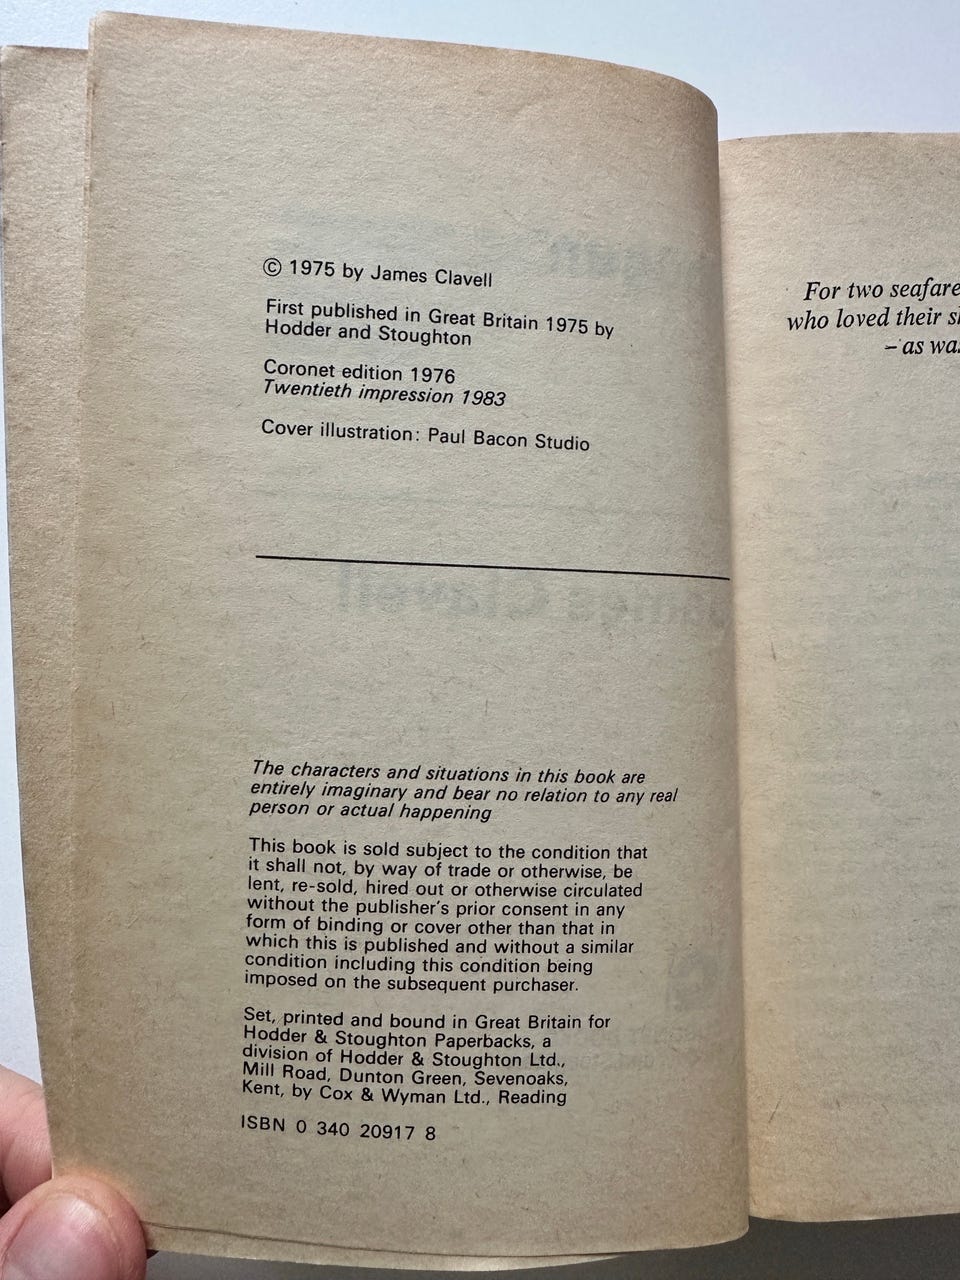 © 1975 by James Clavell
First published in Great Britain 1975 by
Hodder and Stoughton
Coronet edition 1976
Twentieth impression 1983
Cover illustration: Paul Bacon Studio
The characters and situations in this book are
entirely imaginary and bear no relation to any real
person or actual happening
This book is sold subject to the condition that
it shall not, by way of trade or otherwise, be
lent, re-sold, hired out or otherwise circulated
without the publisher's prior consent in any
form of binding or cover other than that in
which this is published and without a similar
condition including this condition being
imposed on the subsequent purchaser.
Set, printed and bound in Great Britain for
Hodder & Stoughton Paperbacks, a
division of Hodder & Stoughton Ltd.,
Mill Road, Dunton Green, Sevenoaks,
Kent, by Cox & Wyman Ltd., Reading
ISBN 0 340 20917 8
For two
who loved their
– as